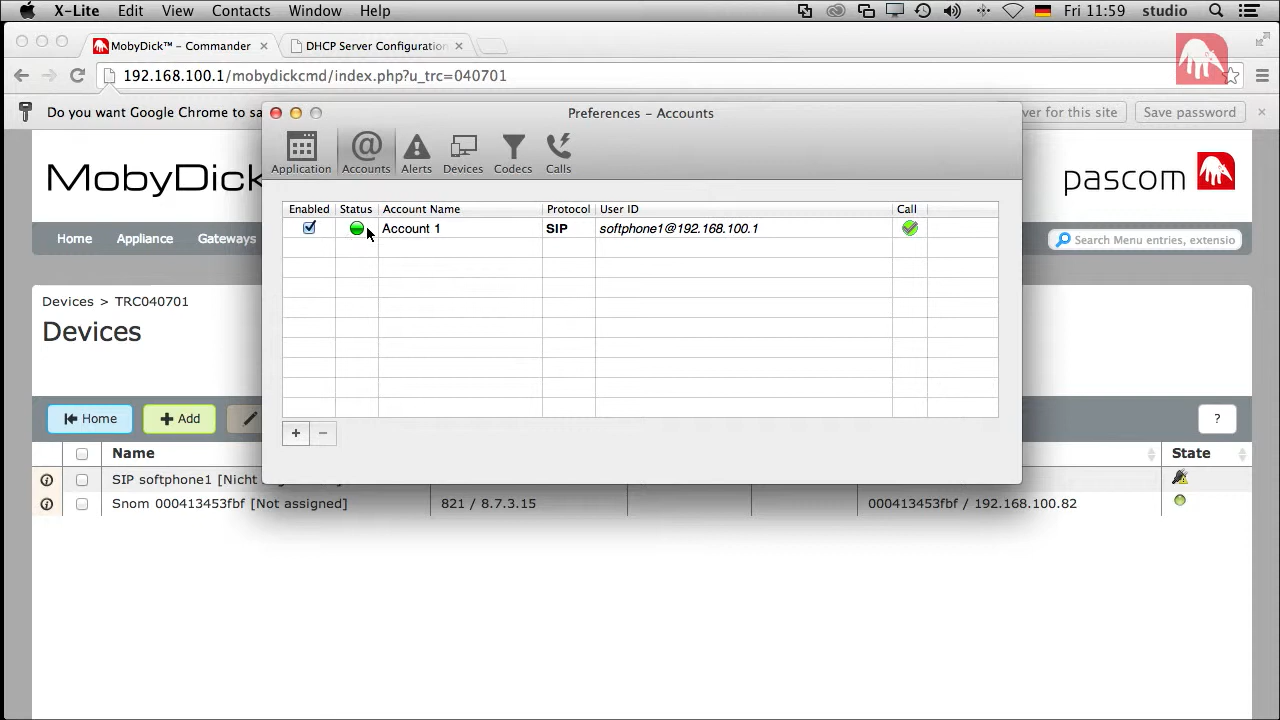 X-Lite Edit View Contacts Window Help Fri 11:59 studio
MobyDick™ – Commander × DHCP Server Configuration ×
192.168.100.1/mobydickcmd/index.php?u_trc=040701
Do you want Google Chrome to sa ver for this site Save password ×
Preferences – Accounts
Application Accounts Alerts Devices Codecs Calls
MobyDick
pascom
Home Appliance Gateways
Search Menu entries, extensio
Enabled Status Account Name Protocol User ID Call
Account 1 SIP softphone1@192.168.100.1
+ −
Devices > TRC040701
Devices
Home + Add ?
Name State
SIP softphone1 [Nicht
Snom 000413453fbf [Not assigned] 821 / 8.7.3.15 000413453fbf / 192.168.100.82